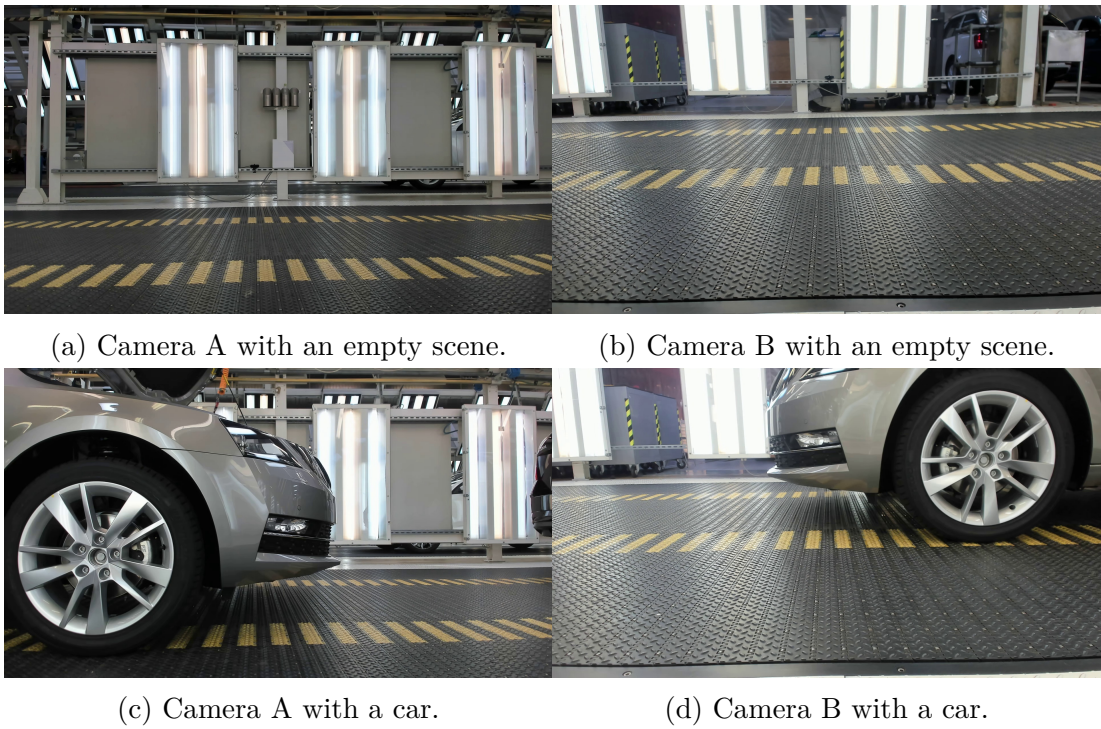 (a) Camera A with an empty scene.
(b) Camera B with an empty scene.
(c) Camera A with a car.
(d) Camera B with a car.